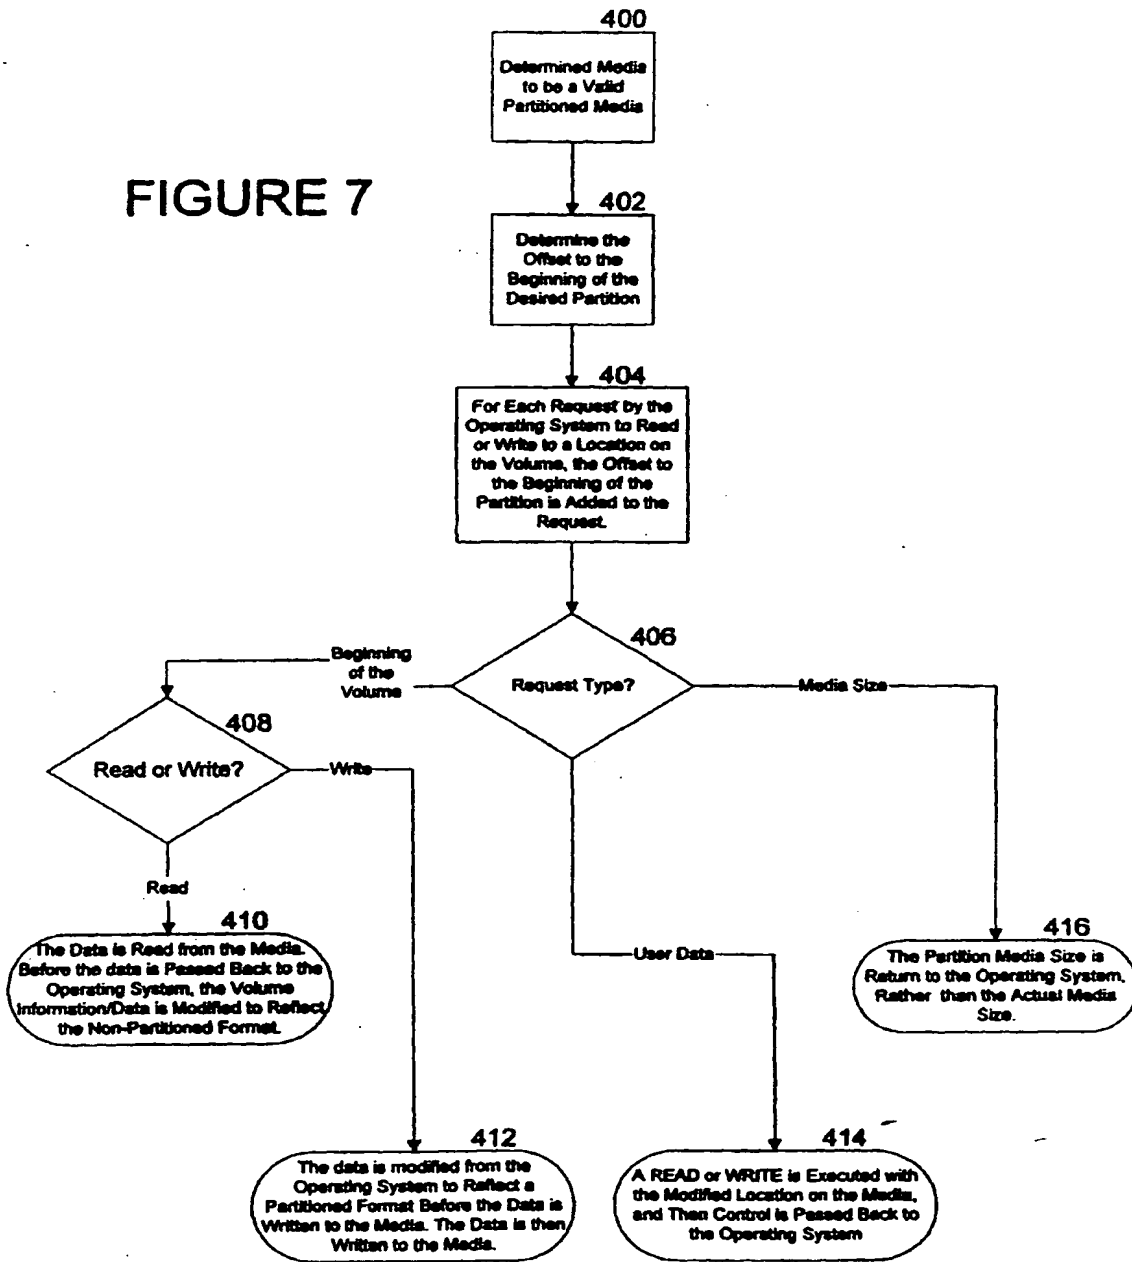 400
Determined Media
to be a Valid
Partitioned Media
FIGURE 7
402
Determine the
Offset to the
Beginning of the
Desired Partition
404
For Each Request by the
Operating System to Read
or Write to a Location on
the Volume, the Offset to
the Beginning of the
Partition is Added to the
Request.
406
Request Type?
Beginning
of the
Volume
Media Size
408
Read or Write?
Write
Read
User Data
410
The Data is Read from the Media.
Before the data is Passed Back to the
Operating System, the Volume
Information/Data is Modified to Reflect
the Non-Partitioned Format.
416
The Partition Media Size is
Return to the Operating System,
Rather than the Actual Media
Size.
412
The data is modified from the
Operating System to Reflect a
Partitioned Format Before the Data is
Written to the Media. The Data is then
Written to the Media.
414
A READ or WRITE is Executed with
the Modified Location on the Media,
and Then Control is Passed Back to
the Operating System